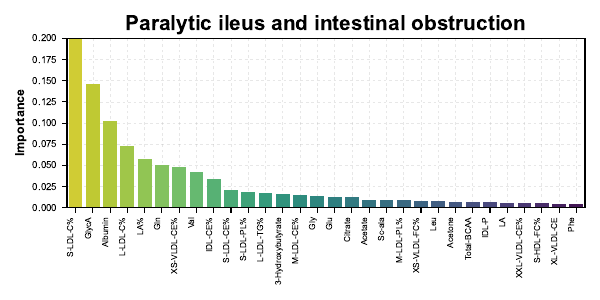 Paralytic ileus and intestinal obstruction
Importance
0.200
0.175
0.150
0.125
0.100
0.075
0.050
0.025
0.000
S-LDL-C%
GlycA
Albumin
L-LDL-C%
LA%
Gln
XS-VLDL-CE%
Val
IDL-CE%
S-LDL-CE%
S-LDL-PL%
L-LDL-TG%
3-Hydroxybutyrate
M-LDL-CE%
Gly
Glu
Citrate
Acetate
Sc-ala
M-LDL-PL%
XS-VLDL-FC%
Leu
Acetone
Total-BCAA
IDL-P
LA
XXL-VLDL-CE%
S-HDL-FC%
XL-VLDL-CE
Phe